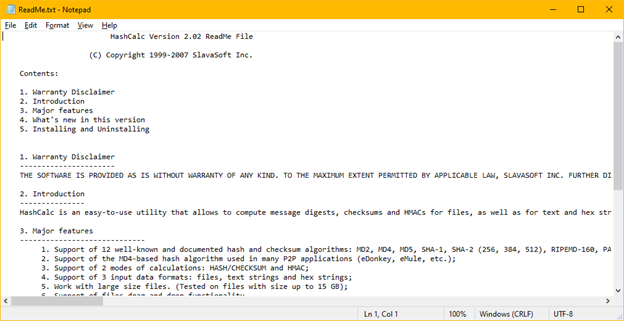 ReadMe.txt - Notepad
File Edit Format View Help
HashCalc Version 2.02 ReadMe File
(C) Copyright 1999-2007 SlavaSoft Inc.
Contents:
1. Warranty Disclaimer
2. Introduction
3. Major features
4. What's new in this version
5. Installing and Uninstalling
1. Warranty Disclaimer
----------------------
THE SOFTWARE IS PROVIDED AS IS WITHOUT WARRANTY OF ANY KIND. TO THE MAXIMUM EXTENT PERMITTED BY APPLICABLE LAW, SLAVASOFT INC. FURTHER DI
2. Introduction
---------------
HashCalc is an easy-to-use utility that allows to compute message digests, checksums and HMACs for files, as well as for text and hex str
3. Major features
-----------------------------
1. Support of 12 well-known and documented hash and checksum algorithms: MD2, MD4, MD5, SHA-1, SHA-2 (256, 384, 512), RIPEMD-160, PA
2. Support of the MD4-based hash algorithm used in many P2P applications (eDonkey, eMule, etc.);
3. Support of 2 modes of calculations: HASH/CHECKSUM and HMAC;
4. Support of 3 input data formats: files, text strings and hex strings;
5. Work with large size files. (Tested on files with size up to 15 GB);
6. Support of files drag-and-drop functionality
Ln 1, Col 1 100% Windows (CRLF) UTF-8